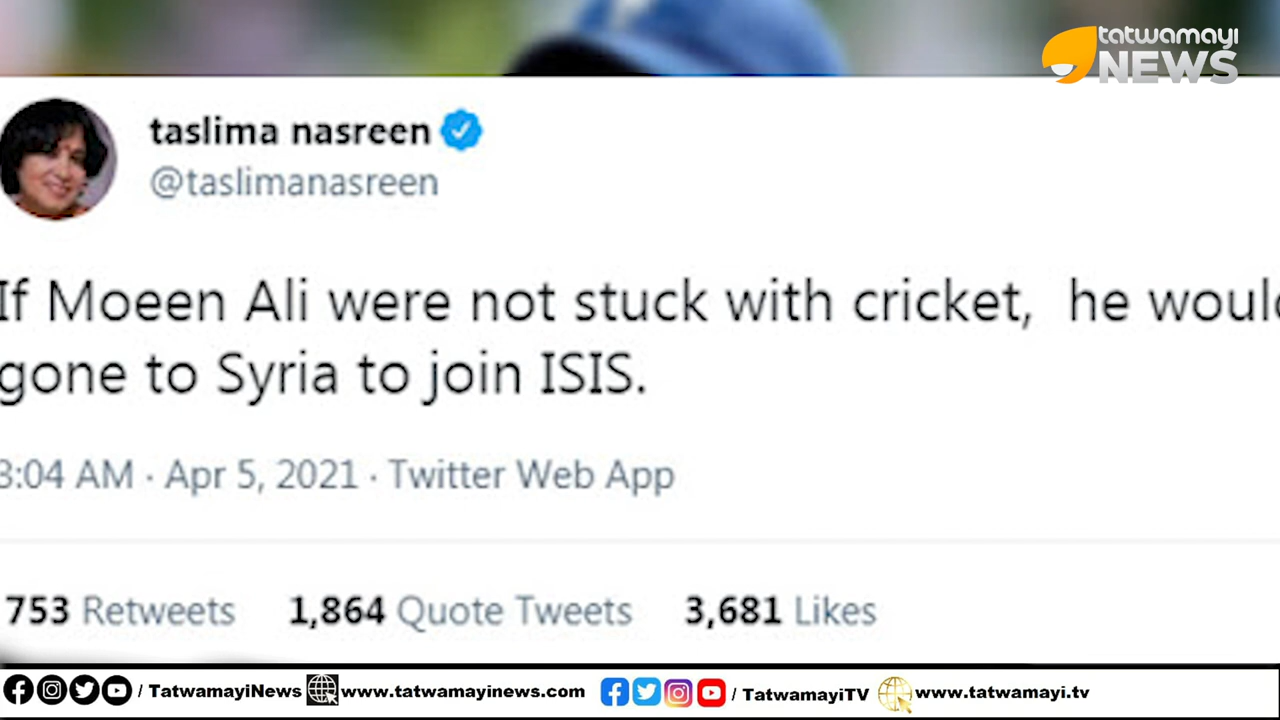 tatwamayi
NEWS
taslima nasreen
@taslimanasreen
If Moeen Ali were not stuck with cricket, he would
gone to Syria to join ISIS.
3:04 AM · Apr 5, 2021 · Twitter Web App
753 Retweets 1,864 Quote Tweets 3,681 Likes
/ TatwamayiNews www.tatwamayinews.com / TatwamayiTV www.tatwamayi.tv